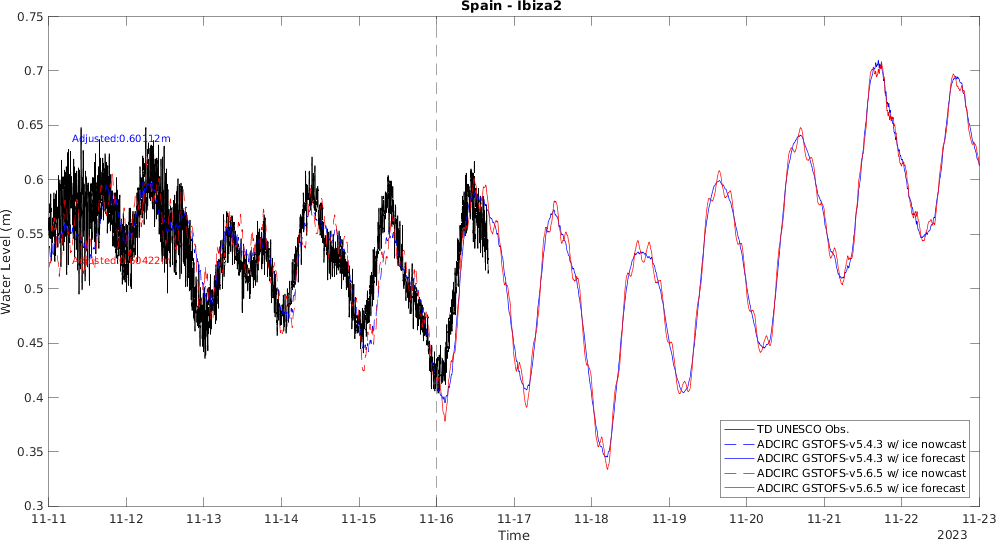 Spain - Ibiza2
0.75
0.7
0.65
0.6
0.55
0.5
0.45
0.4
0.35
0.3
Water Level (m)
Adjusted:0.60112m
TD UNESCO Obs.
ADCIRC GSTOFS-v5.4.3 w/ ice nowcast
ADCIRC GSTOFS-v5.4.3 w/ ice forecast
ADCIRC GSTOFS-v5.6.5 w/ ice nowcast
ADCIRC GSTOFS-v5.6.5 w/ ice forecast
11-11 11-12 11-13 11-14 11-15 11-16 11-17 11-18 11-19 11-20 11-21 11-22 11-23
Time
2023